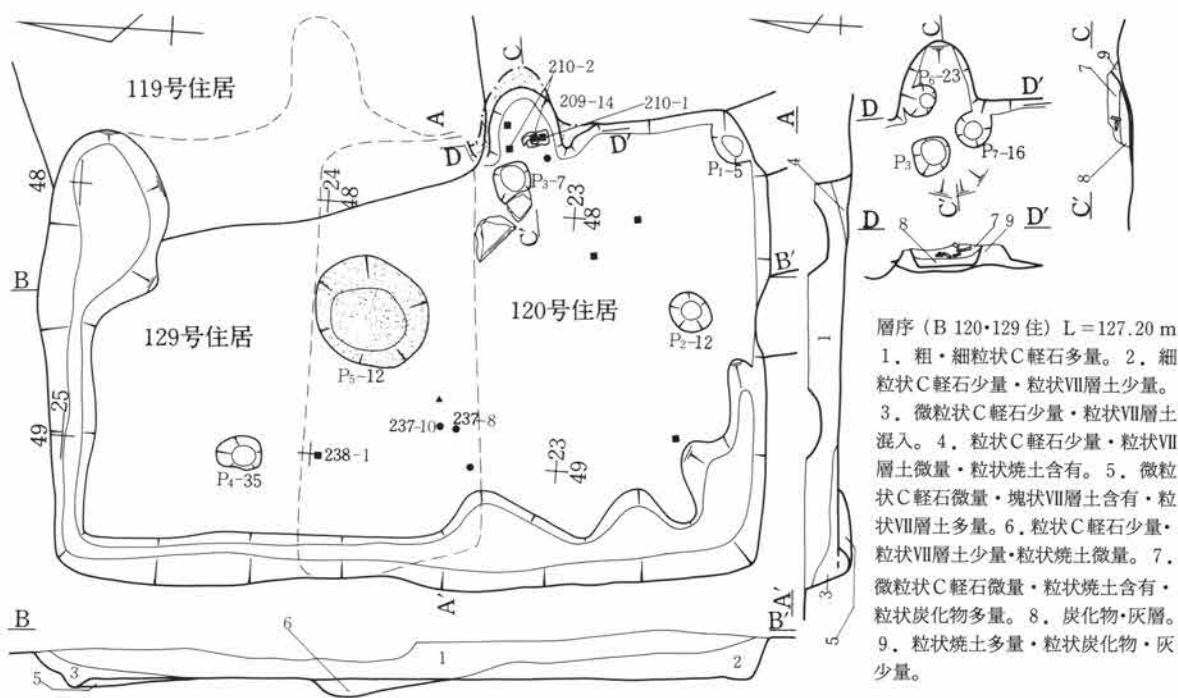 119号住居
C
210-2
209-14
210-1
A
D
D'
A
48
24
48
P3-7
P1-5
C'
23
48
B
B'
129号住居
120号住居
P2-12
P5-12
25
49
237-10
237-8
238-1
P4-35
23
49
A'
A'
B
B'
6
1
3
5
2
4
1
3
5
C
P6-23
D
D'
P7-16
P3
C'
D
D'
8
7
9
C
9
7
C'
8
層序(B 120・129 住)L=127.20 m
1.粗・細粒状C軽石多量。2.細
粒状C軽石少量・粒状Ⅶ層土少量。
3.微粒状C軽石少量・粒状Ⅶ層土
混入。4.粒状C軽石少量・粒状Ⅶ
層土微量・粒状焼土含有。5.微粒
状C軽石微量・塊状Ⅶ層土含有・粒
状Ⅶ層土多量。6.粒状C軽石少量・
粒状Ⅶ層土少量・粒状焼土微量。7.
微粒状C軽石微量・粒状焼土含有・
粒状炭化物多量。8.炭化物・灰層。
9.粒状焼土多量・粒状炭化物・灰
少量。